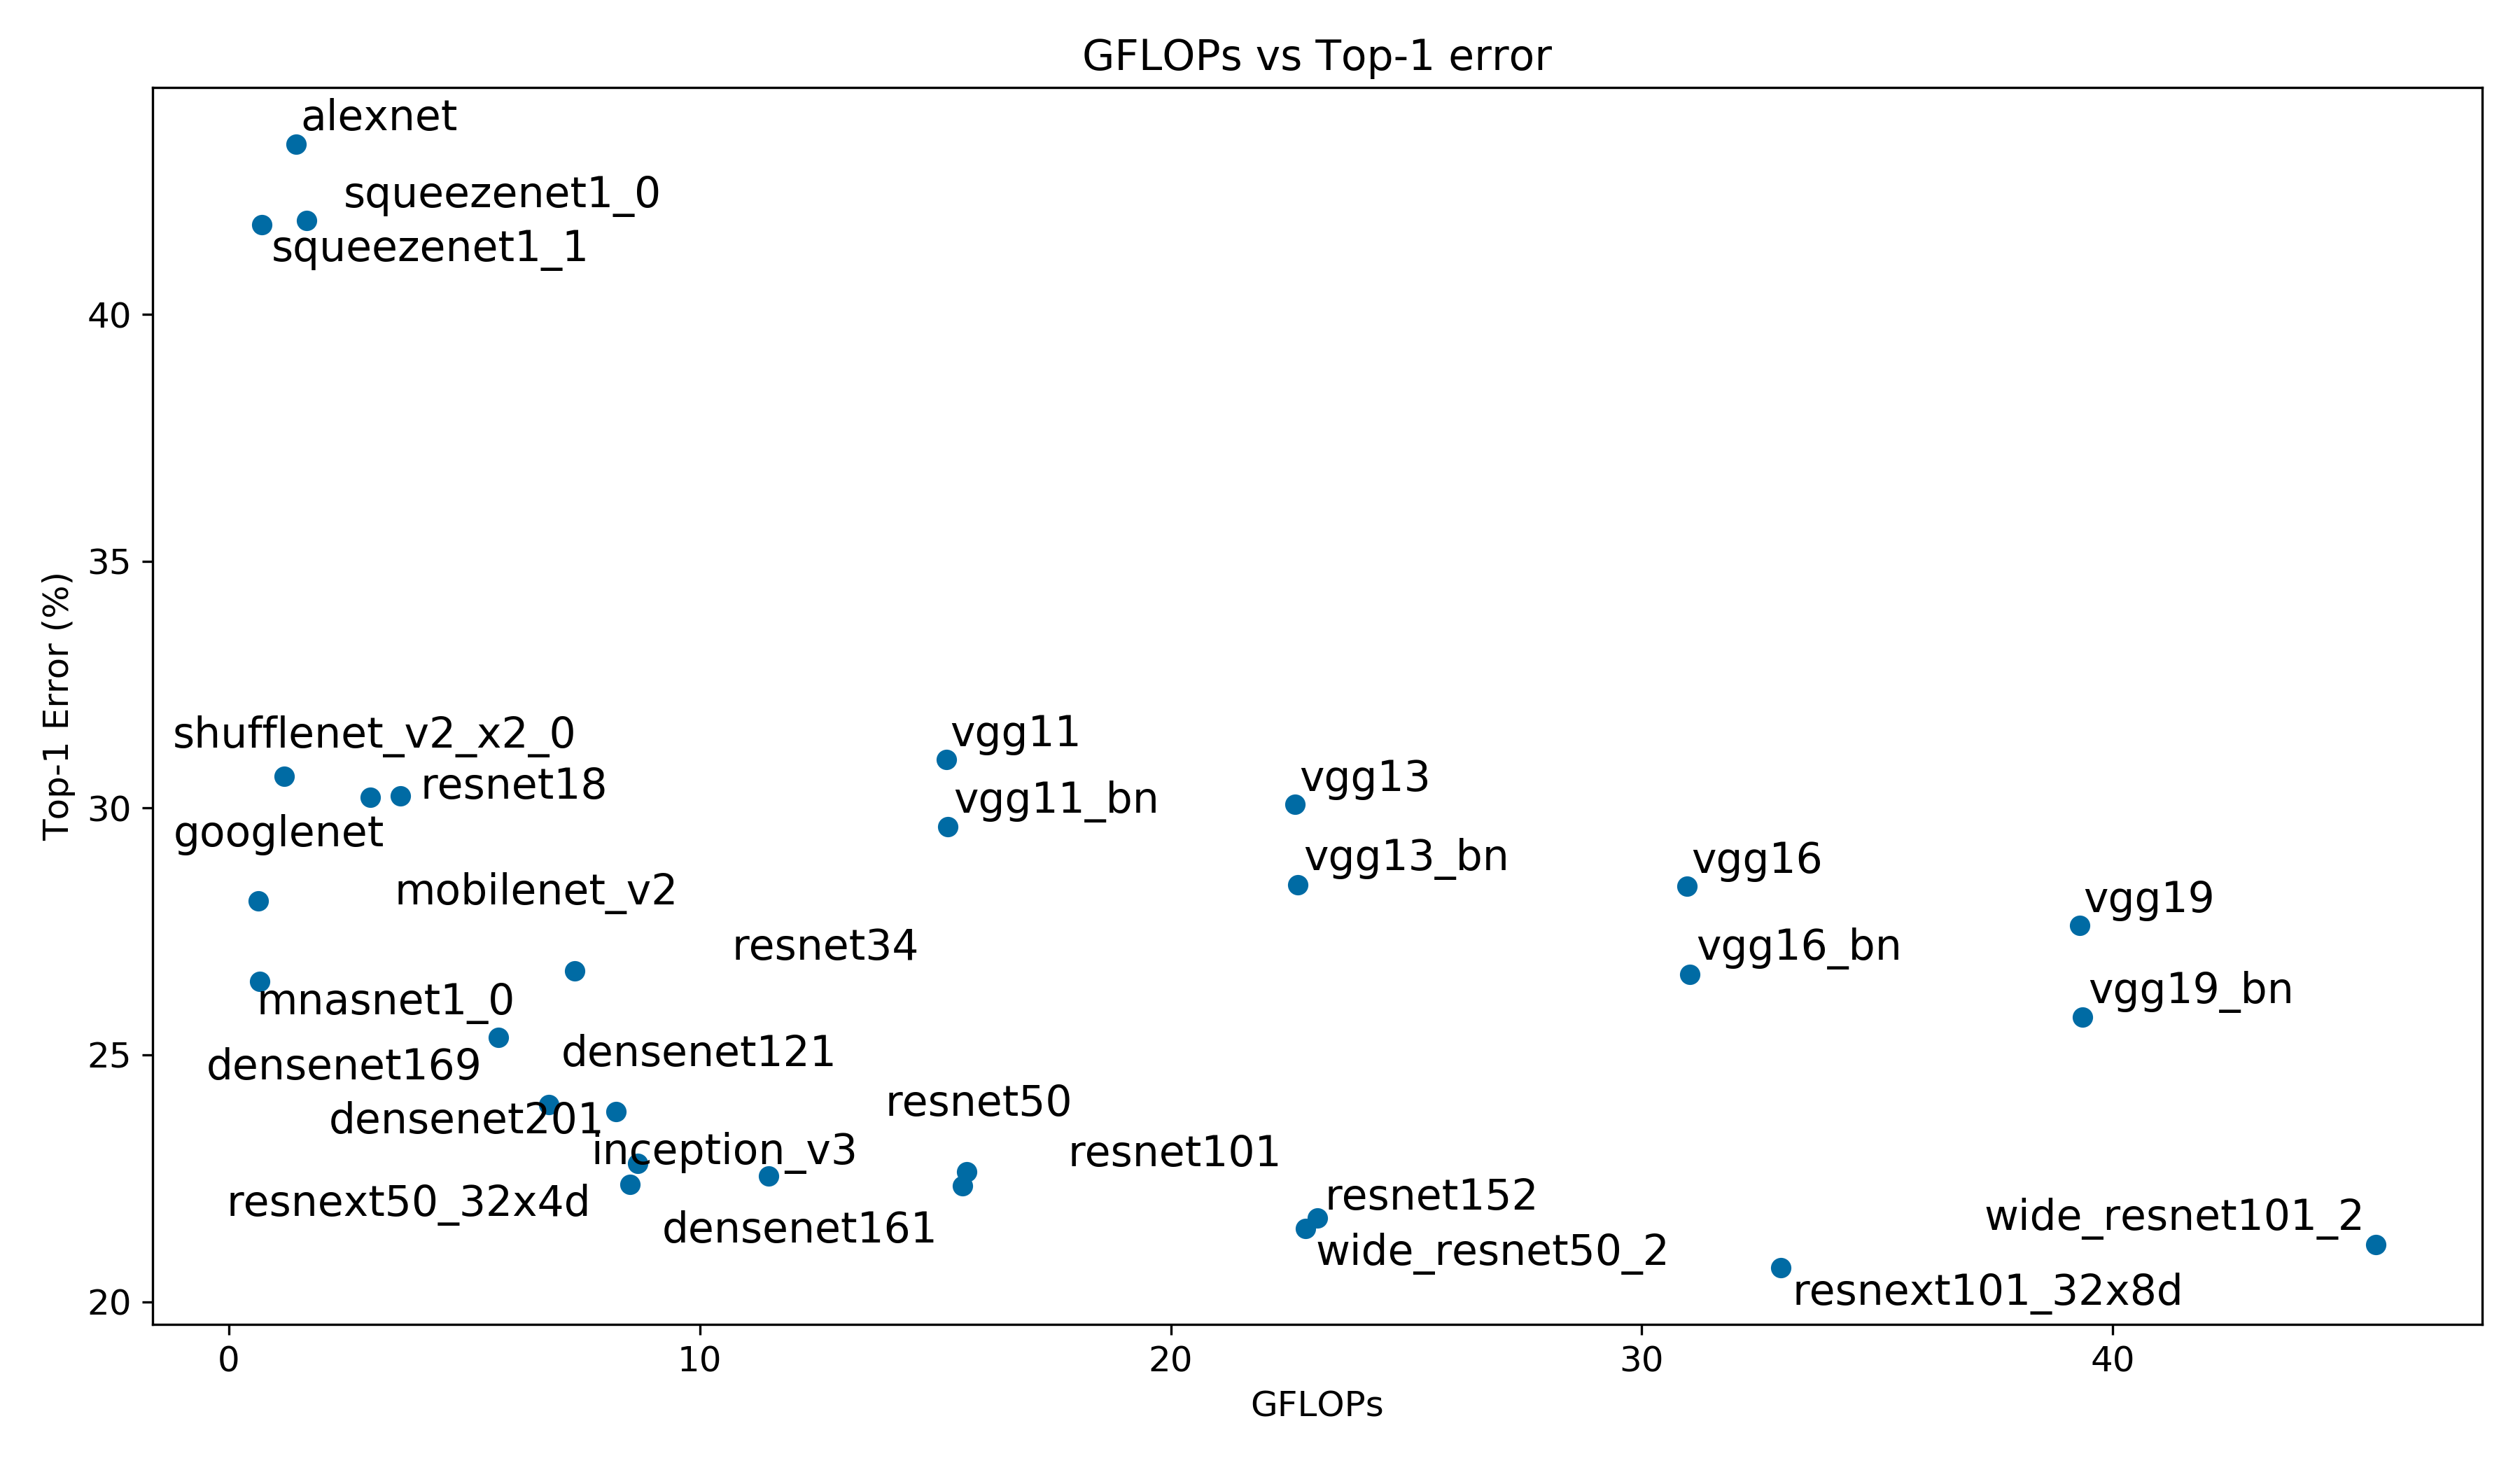 GFLOPs vs Top-1 error
alexnet
squeezenet1_0
squeezenet1_1
40
35
Top-1 Error (%)
shufflenet_v2_x2_0
vgg11
resnet18
vgg13
30
vgg11_bn
googlenet
vgg13_bn
vgg16
mobilenet_v2
vgg19
resnet34
vgg16_bn
mnasnet1_0
vgg19_bn
25
densenet121
densenet169
resnet50
densenet201
inception_v3
resnet101
resnext50_32x4d
resnet152
wide_resnet101_2
densenet161
wide_resnet50_2
resnext101_32x8d
20
0 10 20 30 40
GFLOPs